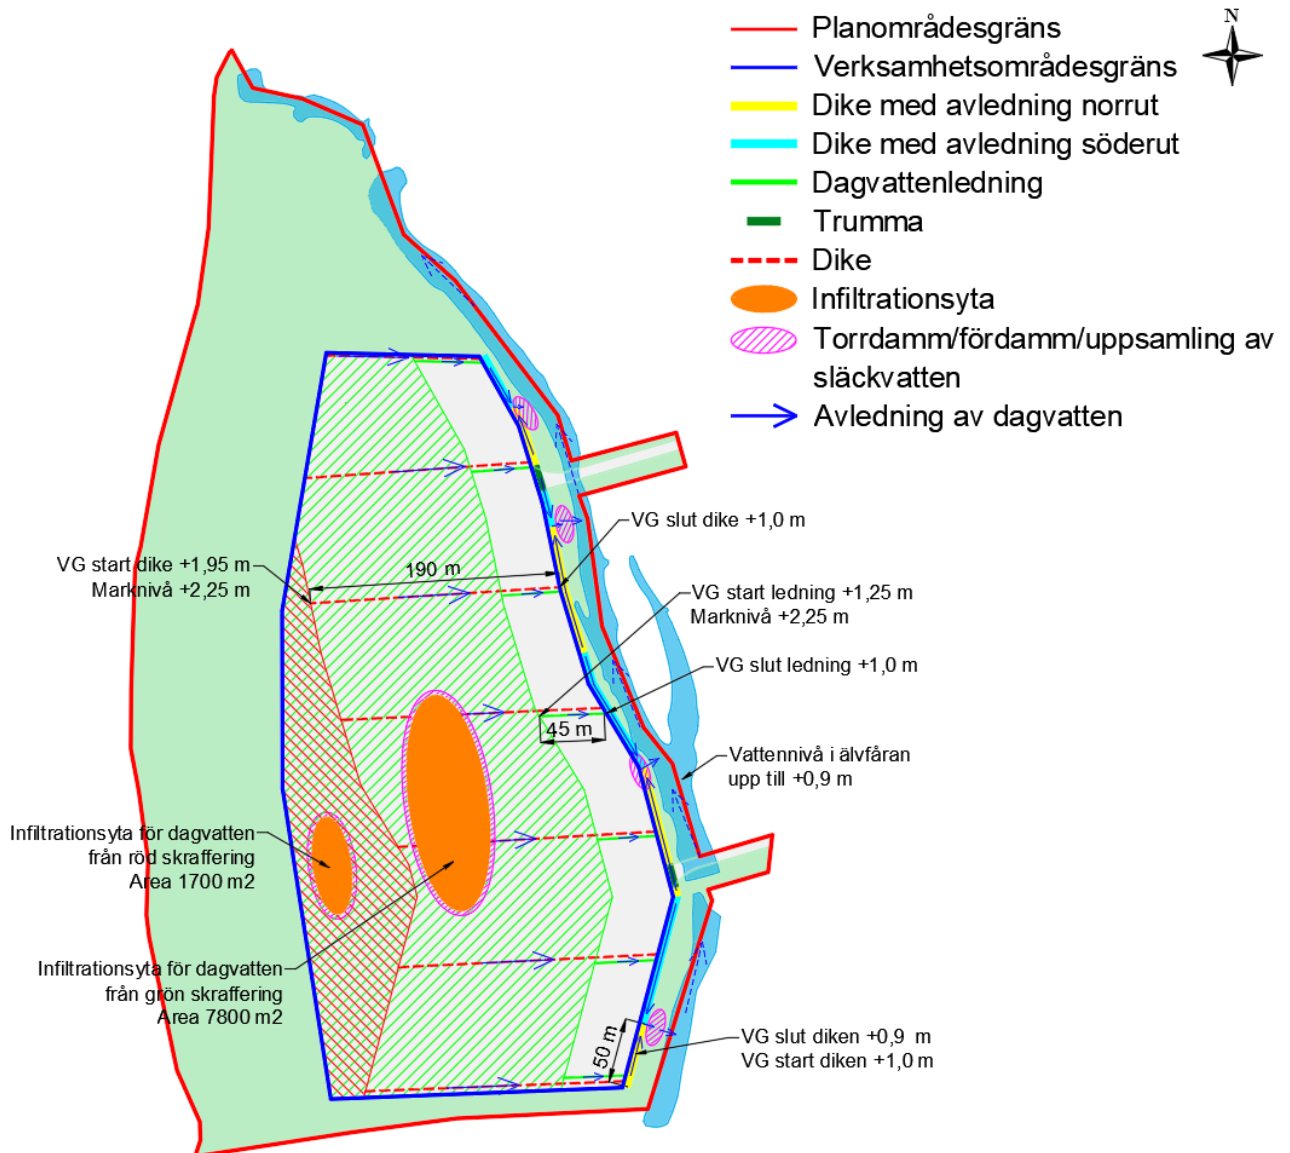 N
Planområdesgräns
Verksamhetsområdesgräns
Dike med avledning norrut
Dike med avledning söderut
Dagvattenledning
Trumma
Dike
Infiltrationsyta
Torrdamm/fördamm/uppsamling av
släckvatten
Avledning av dagvatten
VG slut dike +1,0 m
VG start dike +1,95 m
Marknivå +2,25 m
190 m
VG start ledning +1,25 m
Marknivå +2,25 m
VG slut ledning +1,0 m
45 m
Vattennivå i älvfåran
upp till +0,9 m
Infiltrationsyta för dagvatten
från röd skraffering
Area 1700 m2
Infiltrationsyta för dagvatten
från grön skraffering
Area 7800 m2
50 m
VG slut diken +0,9 m
VG start diken +1,0 m